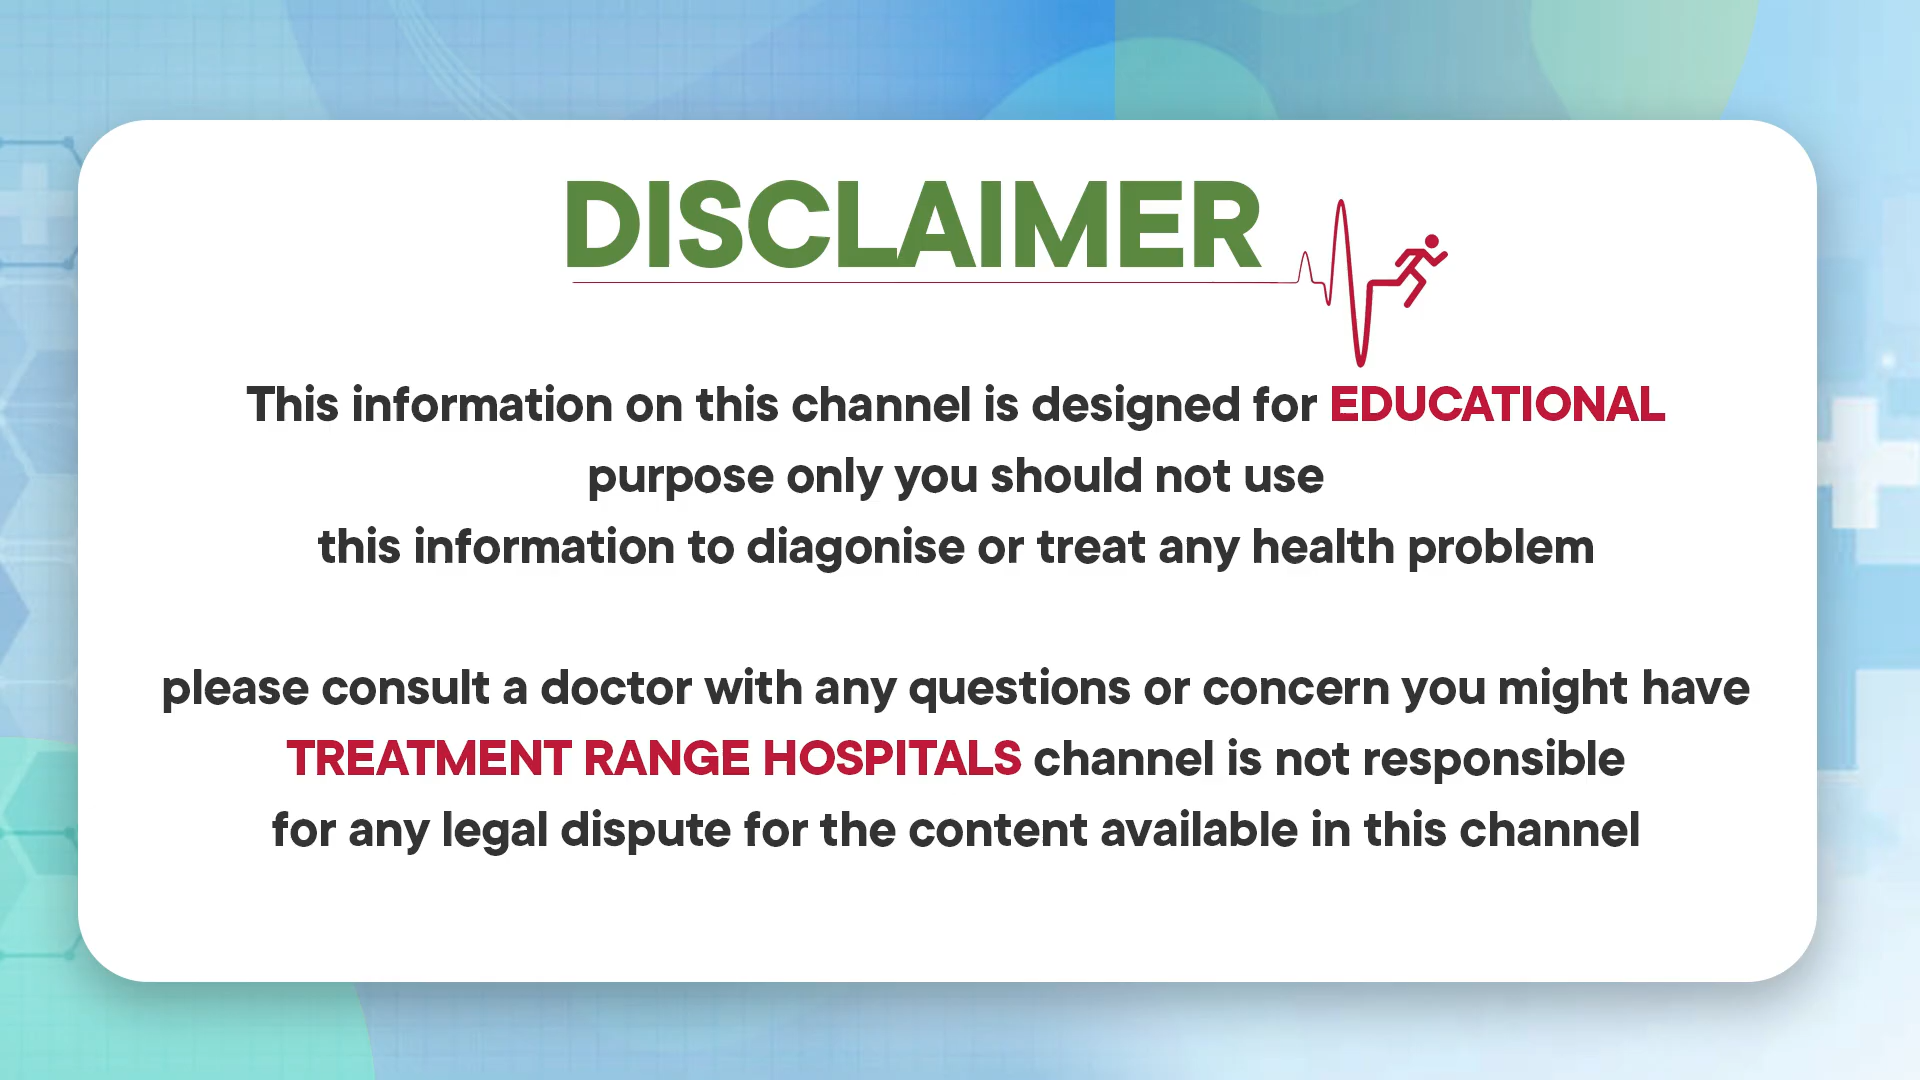 DISCLAIMER
This information on this channel is designed for EDUCATIONAL
purpose only you should not use
this information to diagonise or treat any health problem
please consult a doctor with any questions or concern you might have
TREATMENT RANGE HOSPITALS channel is not responsible
for any legal dispute for the content available in this channel